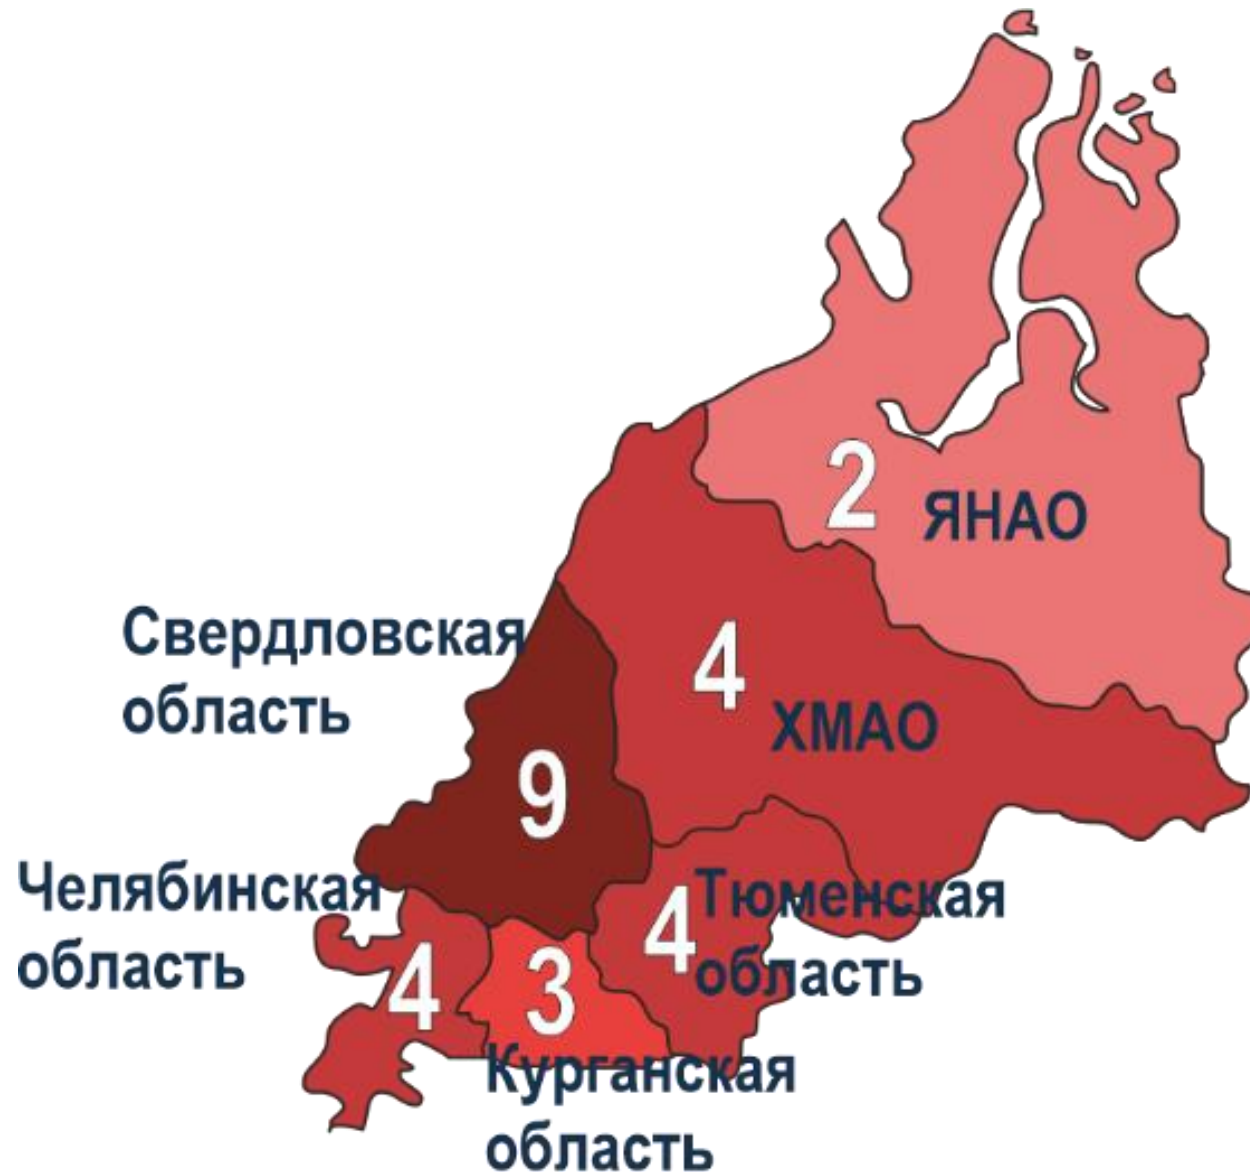 2
ЯНАО
Свердловская
область
4
ХМАО
9
Челябинская
область
4
4
Тюменская
область
3
Курганская
область